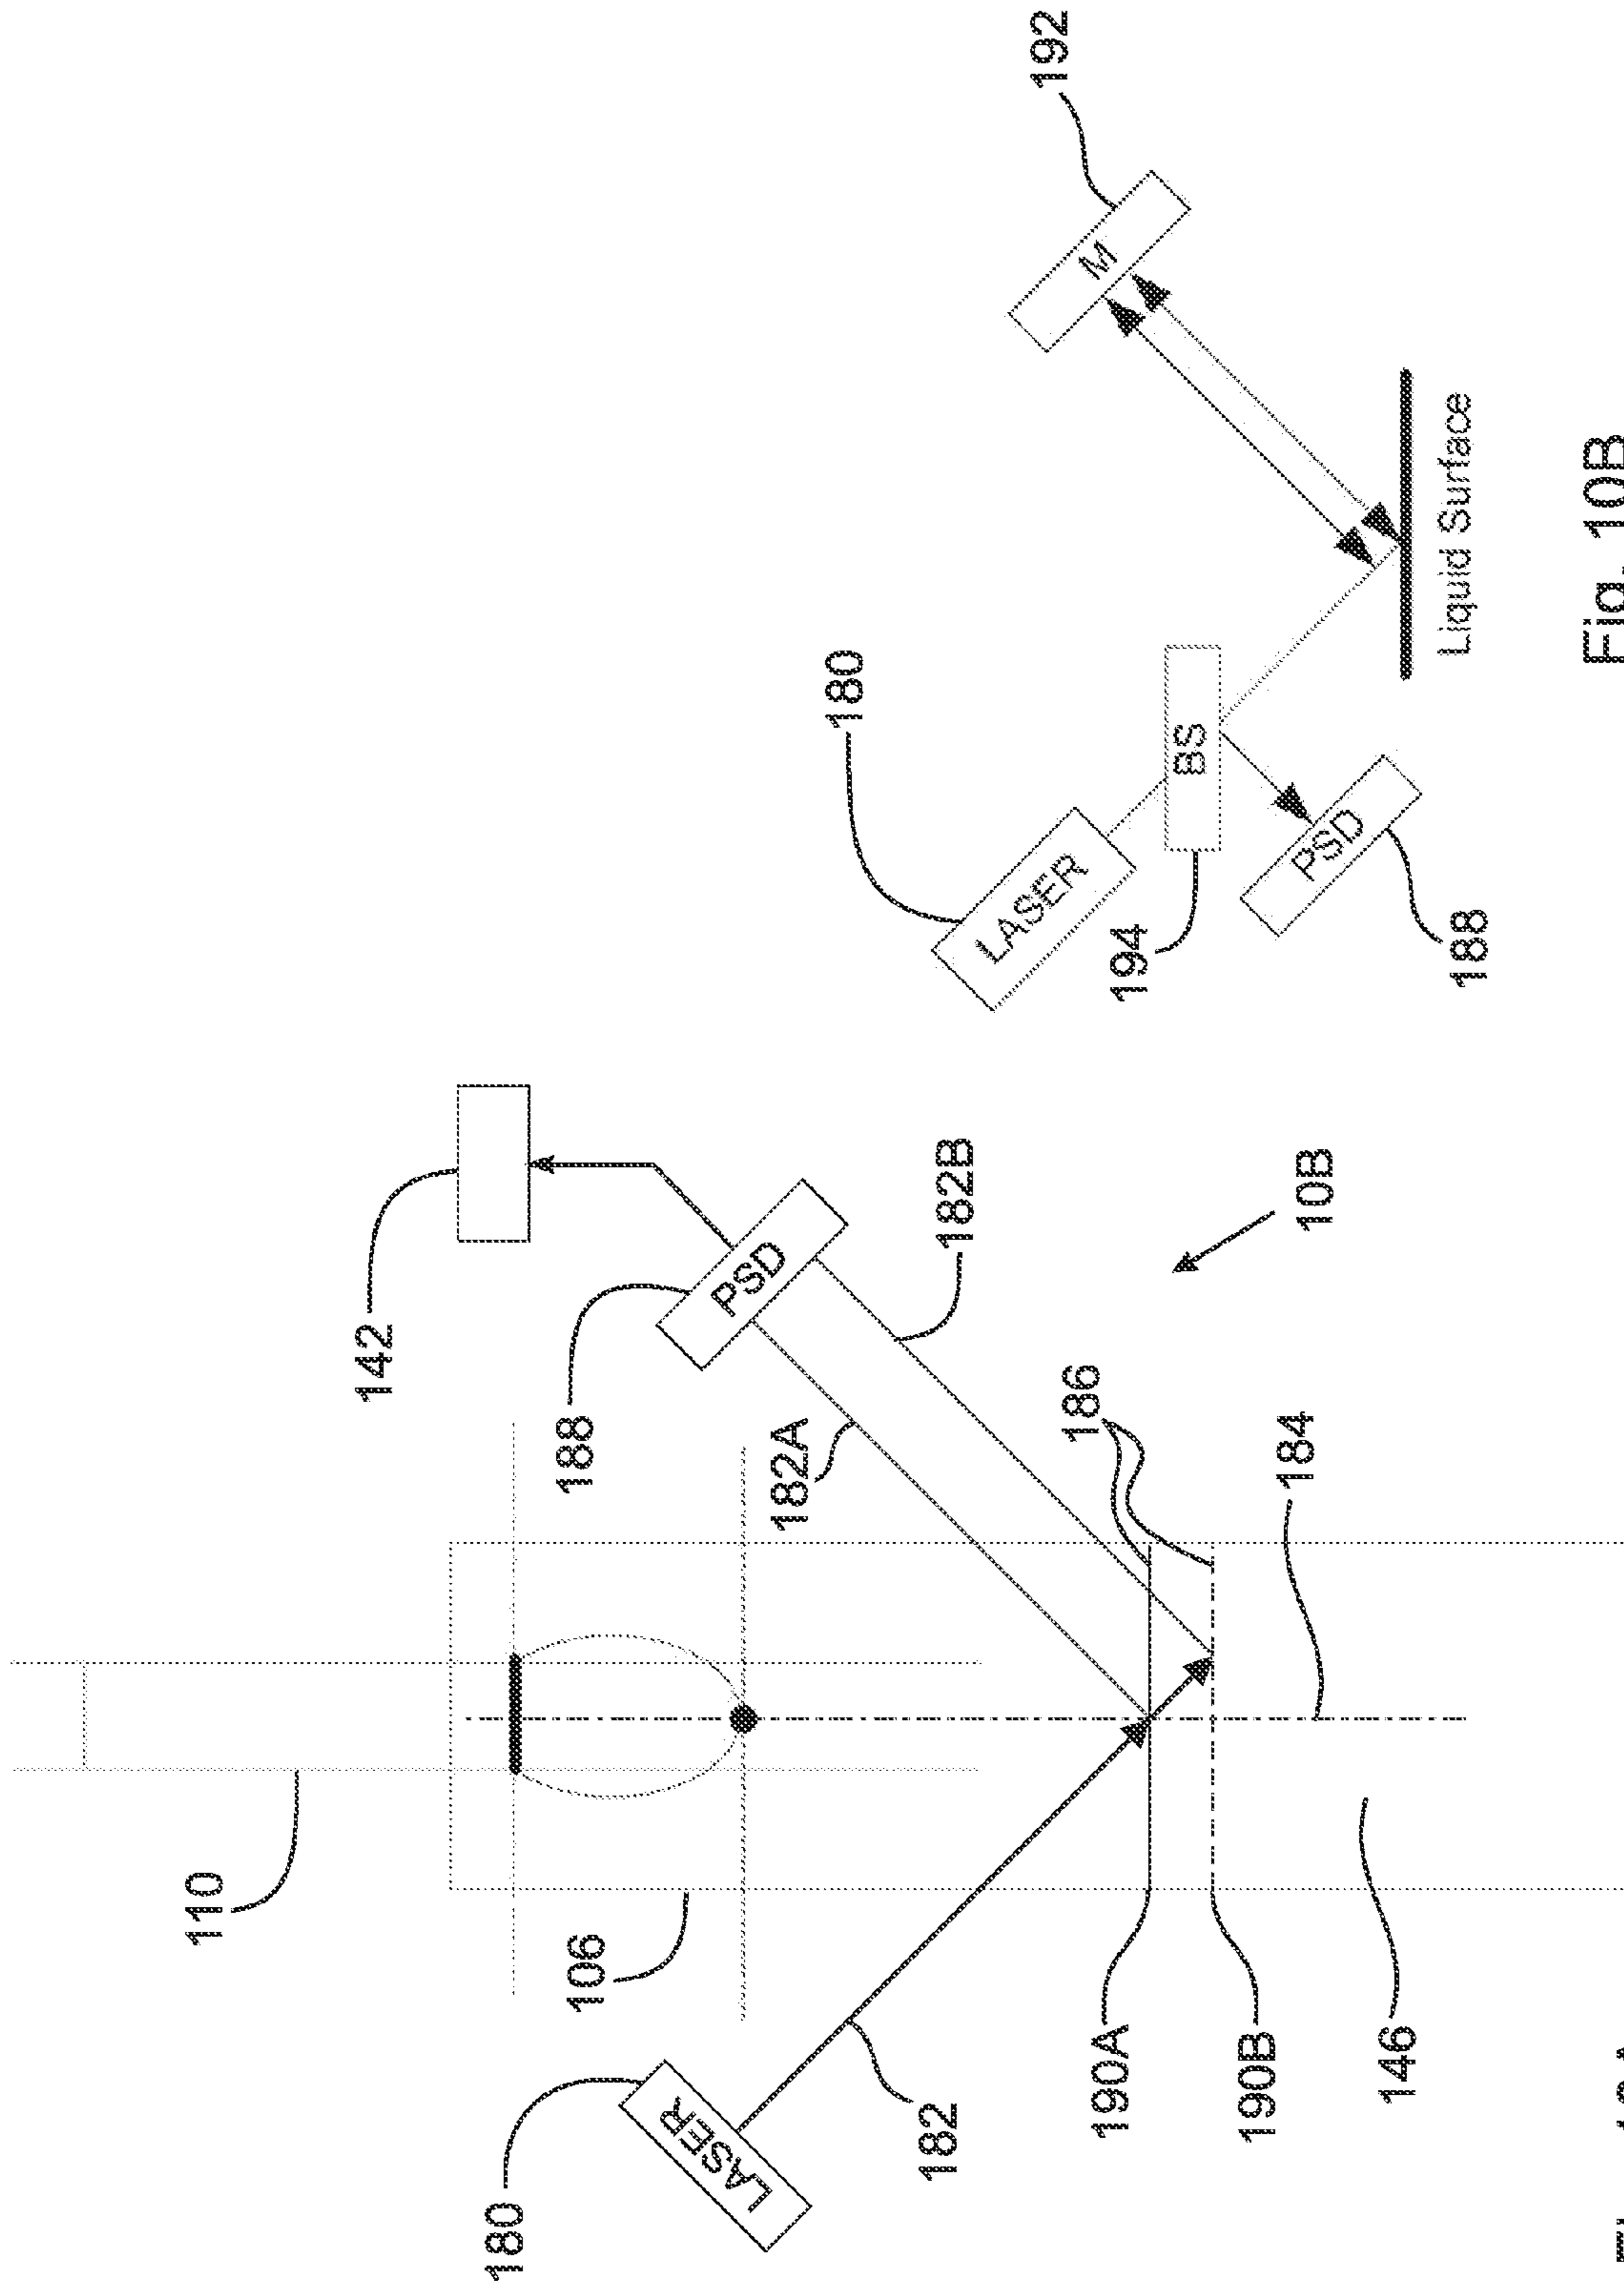 110
106
180
LASER
182
190A
190B
146
142
188
PSD
182A
182B
186
184
10B
180
LASER
194
BS
PSD
188
M
192
Liquid Surface
Fig. 10B